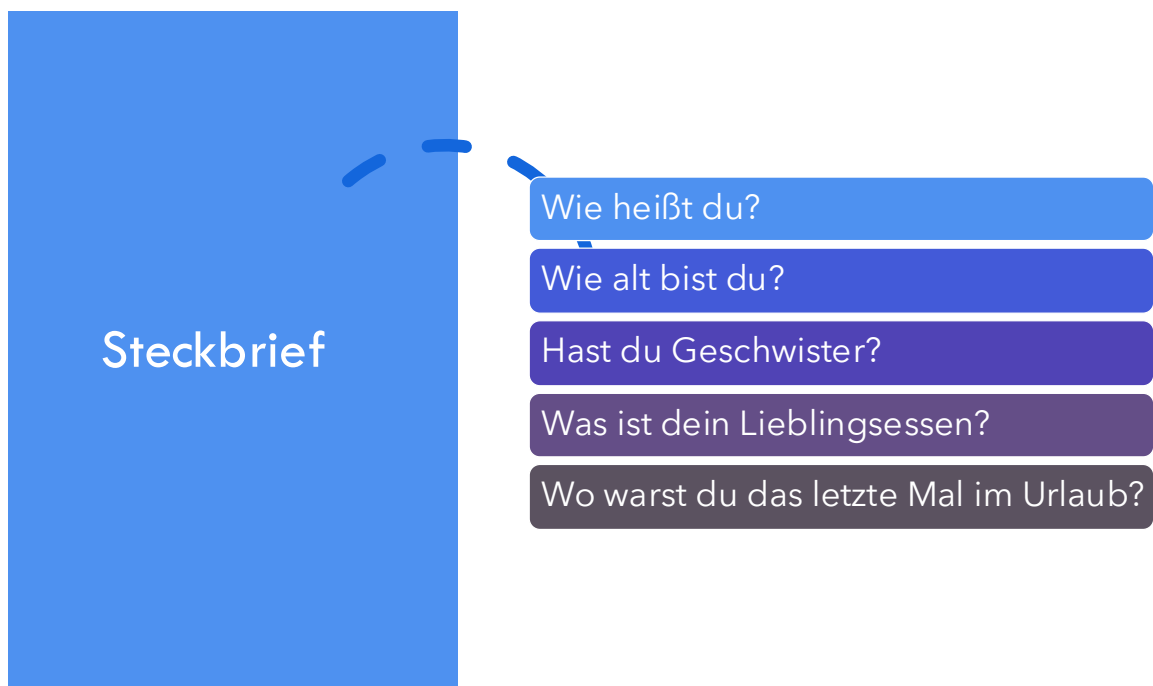 Steckbrief
Wie heißt du?
Wie alt bist du?
Hast du Geschwister?
Was ist dein Lieblingsessen?
Wo warst du das letzte Mal im Urlaub?